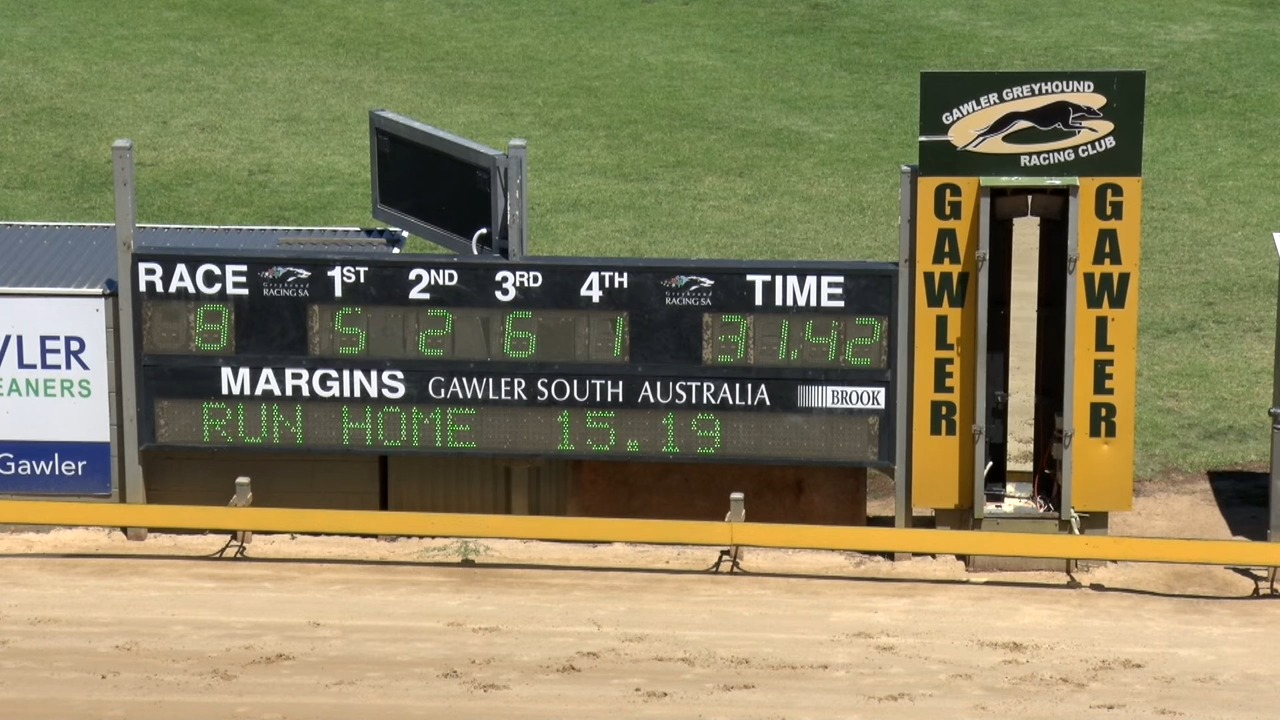 GAWLER GREYHOUND
RACING CLUB
RACE 1ST 2ND 3RD 4TH TIME
Greyhound
RACING SA
Greyhound
RACING SA
8 5 2 6 1 31.42
MARGINS GAWLER SOUTH AUSTRALIA BROOK
RUN HOME 15.19
GAWLER
GAWLER
WLER
EANERS
Gawler